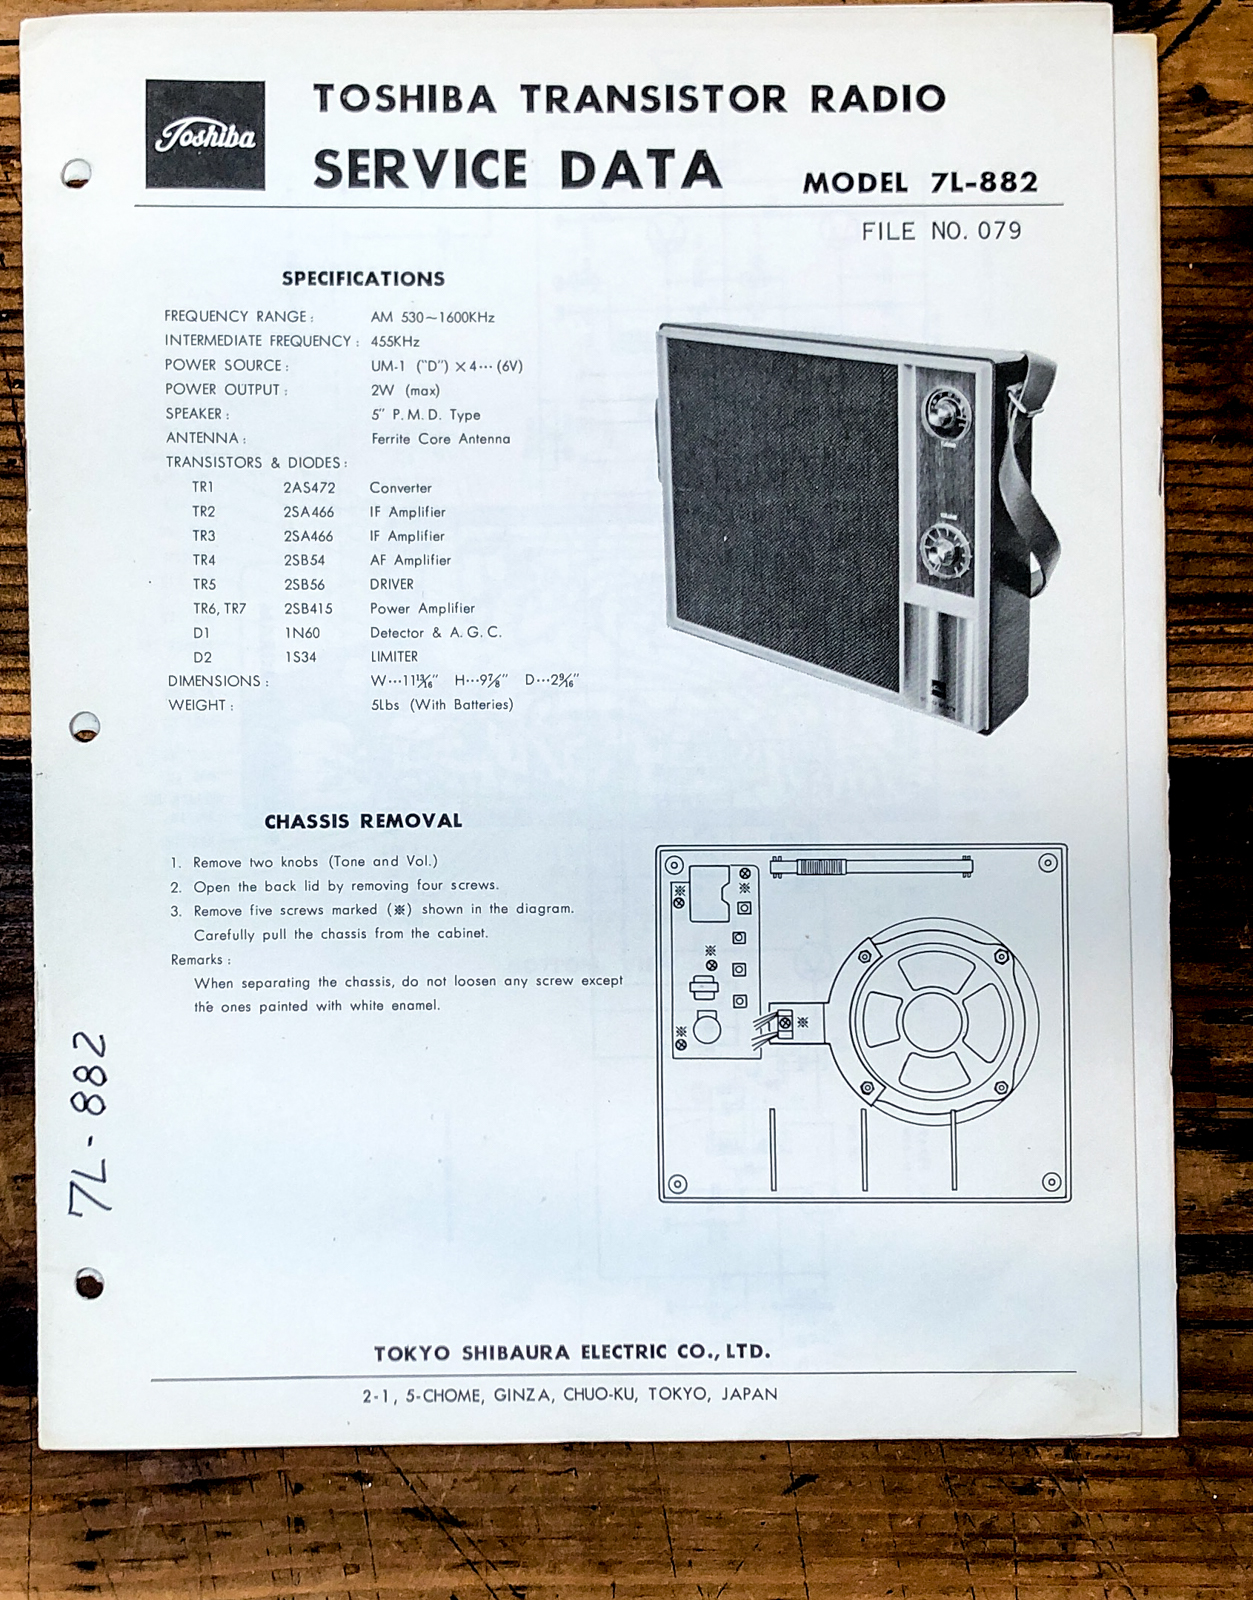 Toshiba
TOSHIBA TRANSISTOR RADIO
SERVICE DATA MODEL 7L-882
FILE NO. 079
SPECIFICATIONS
FREQUENCY RANGE: AM 530~1600KHz
INTERMEDIATE FREQUENCY: 455KHz
POWER SOURCE: UM-1 ("D") × 4… (6V)
POWER OUTPUT: 2W (max)
SPEAKER: 5" P. M. D. Type
ANTENNA: Ferrite Core Antenna
TRANSISTORS & DIODES:
TR1 2AS472 Converter
TR2 2SA466 IF Amplifier
TR3 2SA466 IF Amplifier
TR4 2SB54 AF Amplifier
TR5 2SB56 DRIVER
TR6, TR7 2SB415 Power Amplifier
D1 1N60 Detector & A. G. C.
D2 1S34 LIMITER
DIMENSIONS: W…11 13/16" H…9 7/8" D…2 9/16"
WEIGHT: 5Lbs (With Batteries)
CHASSIS REMOVAL
1. Remove two knobs (Tone and Vol.)
2. Open the back lid by removing four screws.
3. Remove five screws marked (※) shown in the diagram.
Carefully pull the chassis from the cabinet.
Remarks:
When separating the chassis, do not loosen any screw except
the ones painted with white enamel.
※
※
※
※
※
7L-882
TOKYO SHIBAURA ELECTRIC CO., LTD.
2-1, 5-CHOME, GINZA, CHUO-KU, TOKYO, JAPAN